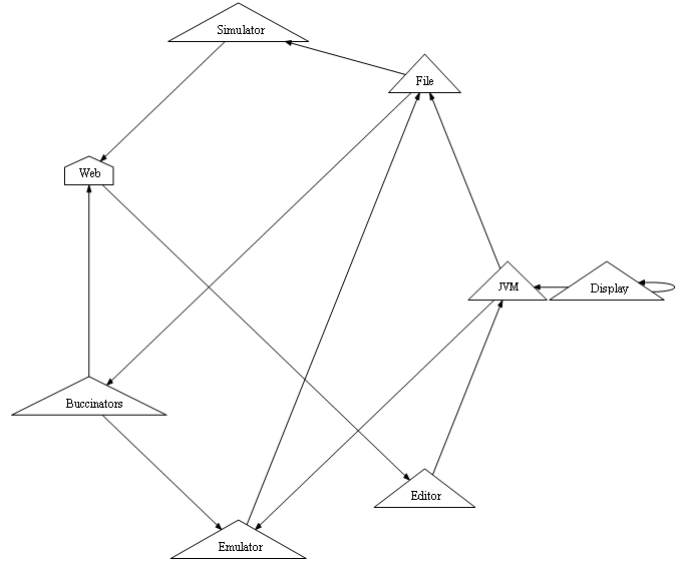 Simulator
File
Web
JVM
Display
Buccinators
Editor
Emulator